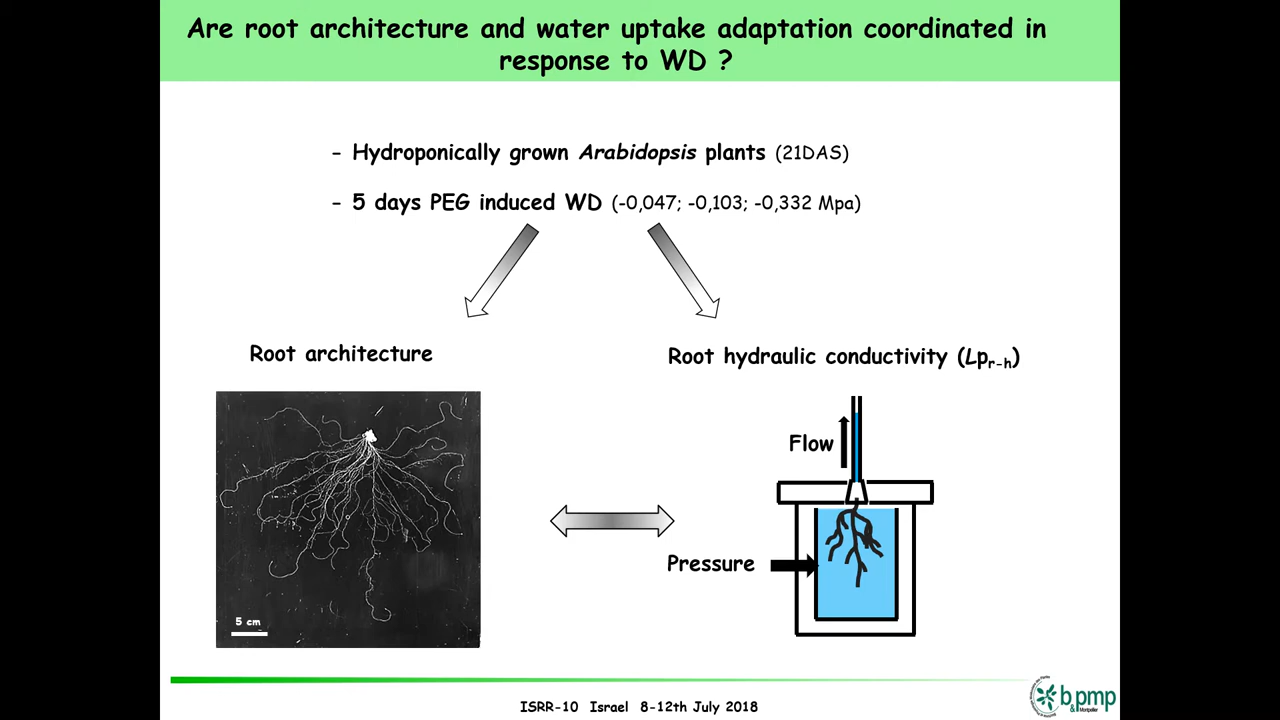 Are root architecture and water uptake adaptation coordinated in
response to WD ?
- Hydroponically grown Arabidopsis plants (21DAS)
- 5 days PEG induced WD (-0,047; -0,103; -0,332 Mpa)
Root architecture
Root hydraulic conductivity (Lpr-h)
Flow
Pressure
5 cm
ISRR-10 Israel 8-12th July 2018
bpmp
& Montpellier